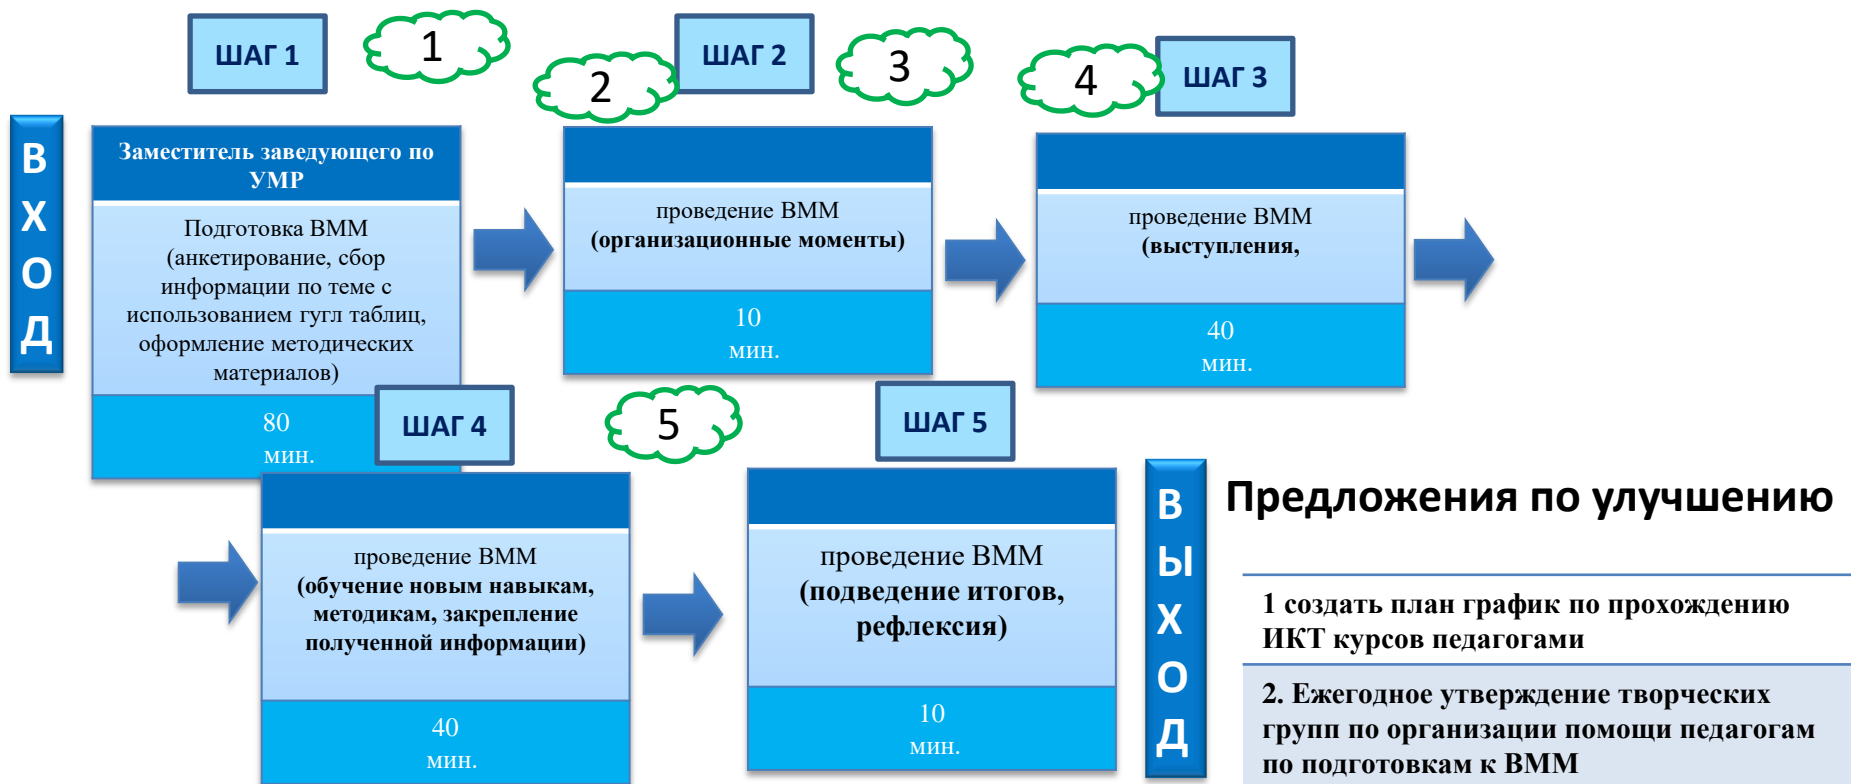 ШАГ 1
1
2
ШАГ 2
3
4
ШАГ 3
ВХОД
Заместитель заведующего по
УМР
Подготовка ВММ
(анкетирование, сбор
информации по теме с
использованием гугл таблиц,
оформление методических
материалов)
80
мин.
проведение ВММ
(организационные моменты)
10
мин.
проведение ВММ
(выступления,
40
мин.
ШАГ 4
5
ШАГ 5
проведение ВММ
(обучение новым навыкам,
методикам, закрепление
полученной информации)
40
мин.
проведение ВММ
(подведение итогов,
рефлексия)
10
мин.
ВЫХОД
Предложения по улучшению
1 создать план график по прохождению
ИКТ курсов педагогами
2. Ежегодное утверждение творческих
групп по организации помощи педагогам
по подготовкам к ВММ